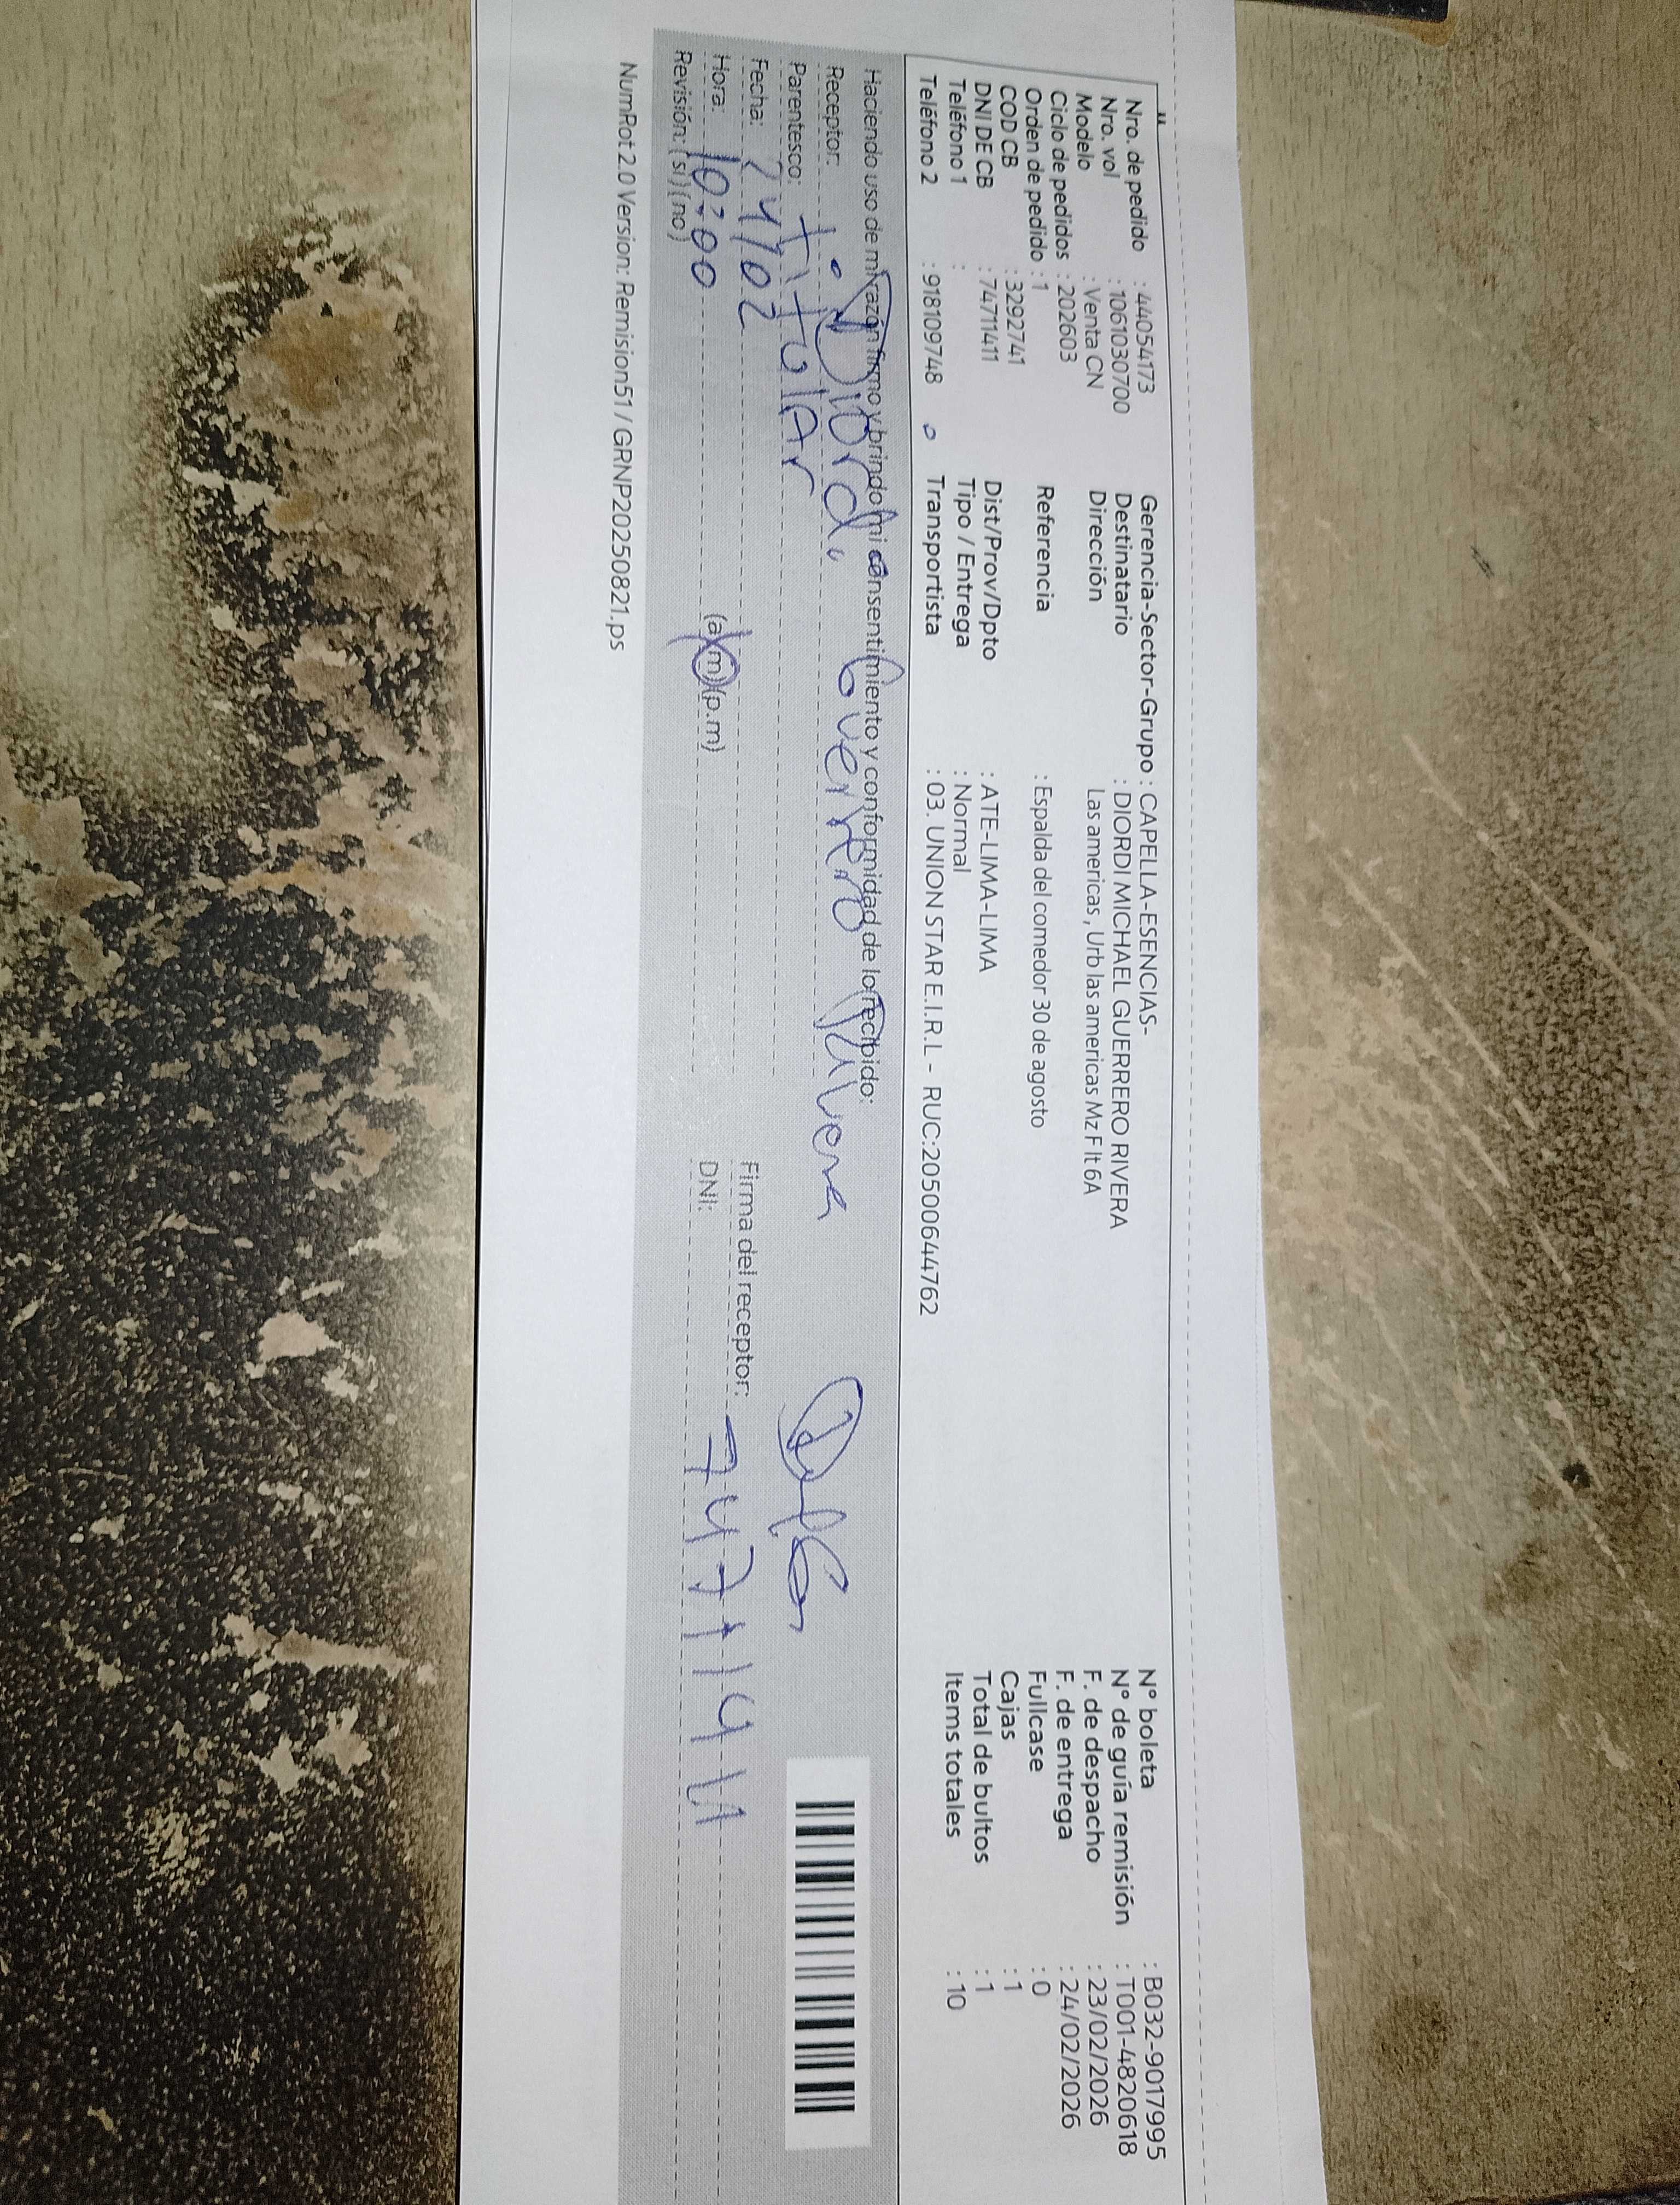 Nro. de pedido : 44054173
Nro. vol : 1061030700
Modelo : Venta CN
Ciclo de pedidos : 202603
Orden de pedido : 1
COD CB : 3292741
DNI DE CB : 74711411
Teléfono 1 :
Teléfono 2 : 918109748
Gerencia-Sector-Grupo : CAPELLA-ESENCIAS-
Destinatario : DIORDI MICHAEL GUERRERO RIVERA
Dirección Las americas, Urb las americas Mz F lt 6A
Referencia : Espalda del comedor 30 de agosto
Dist/Prov/Dpto : ATE-LIMA-LIMA
Tipo / Entrega : Normal
Transportista : 03. UNION STAR E.I.R.L - RUC:20500644762
N° boleta : B032-9017995
N° de guía remisión : T001-4820618
F. de despacho : 23/02/2026
F. de entrega : 24/02/2026
Fullcase : 0
Cajas : 1
Total de bultos : 1
Items totales : 10
Haciendo uso de mi razón firmo y brindo mi consentimiento y conformidad de lo recibido:
Receptor: Diordi Guerrero
Parentesco: titular
Fecha: 24/02
Hora: 10:00 (a.m)(p.m)
Revisión: ( si ) ( no )
Firma del receptor:
DNI: 74711411
NumRot 2.0 Version: Remision51 / GRNP20250821.ps